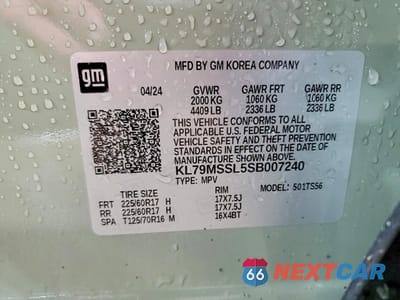 gm
MFD BY GM KOREA COMPANY
04/24 GVWR GAWR FRT GAWR RR
2000 KG 1060 KG 1060 KG
4409 LB 2336 LB 2336 LB
THIS VEHICLE CONFORMS TO ALL
APPLICABLE U.S. FEDERAL MOTOR
VEHICLE SAFETY AND THEFT
PREVENTION STANDARDS IN EFFECT ON
THE DATE OF MANUFACTURE SHOWN ABOVE.
KL79MSSL5SB007240
TYPE: MPV MODEL: 501TS56
TIRE SIZE RIM
FRT 225/60R17 H 17X7.5J
RR 225/60R17 H 17X7.5J
SPA T125/70R16 M 16X4BT
66 NEXTCAR